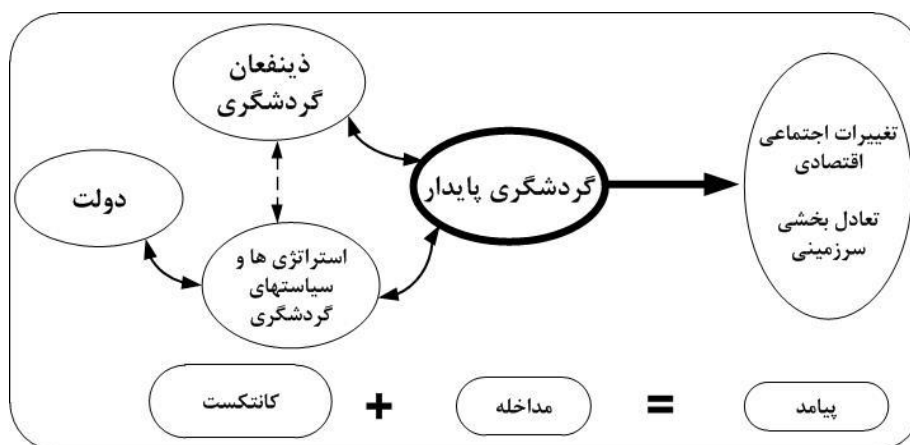 ذینفعان
گردشگری
تغییرات اجتماعی
اقتصادی
تعادل بخشی
سرزمینی
گردشگری پایدار
دولت
استراتژی ها و
سیاستهای
گردشگری
پیامد
=
مداخله
+
کانتکست